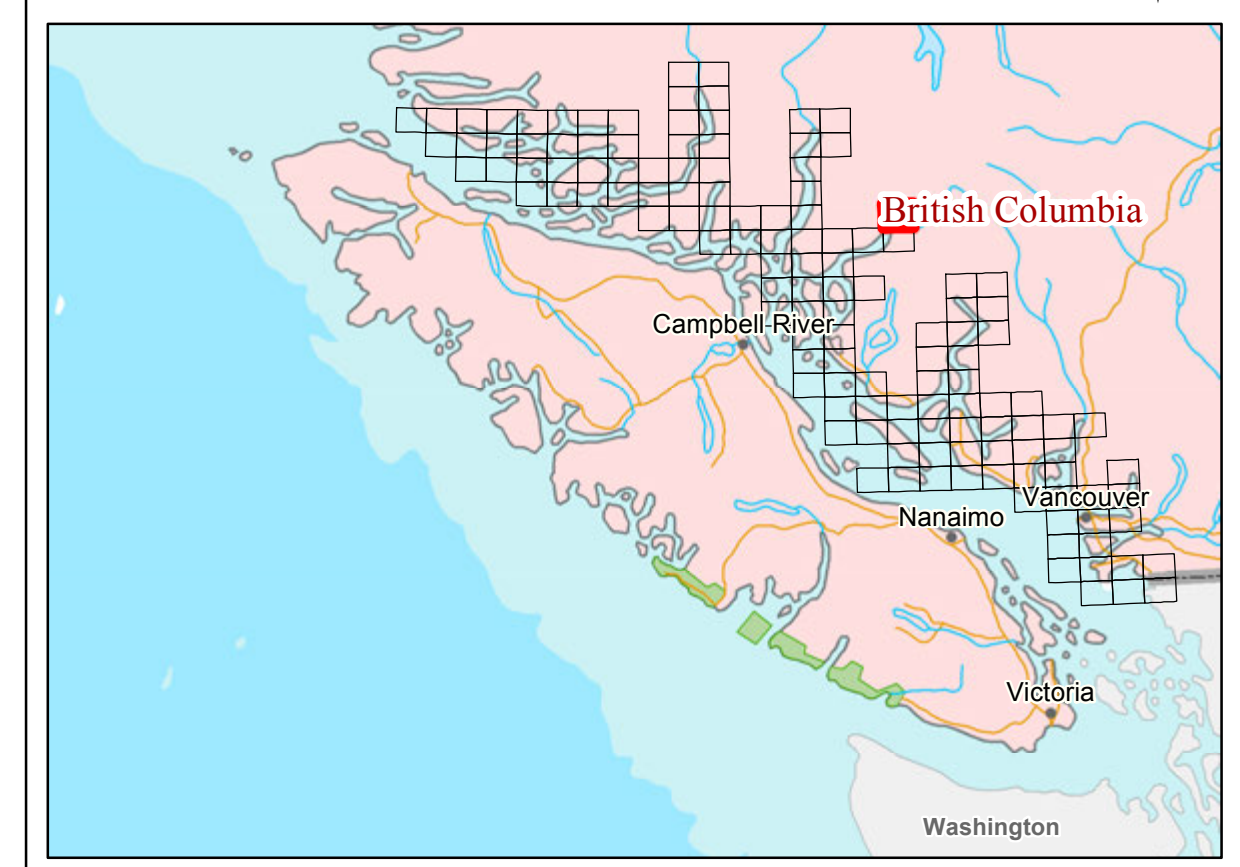 British Columbia
Campbell River
Vancouver
Nanaimo
Victoria
Washington